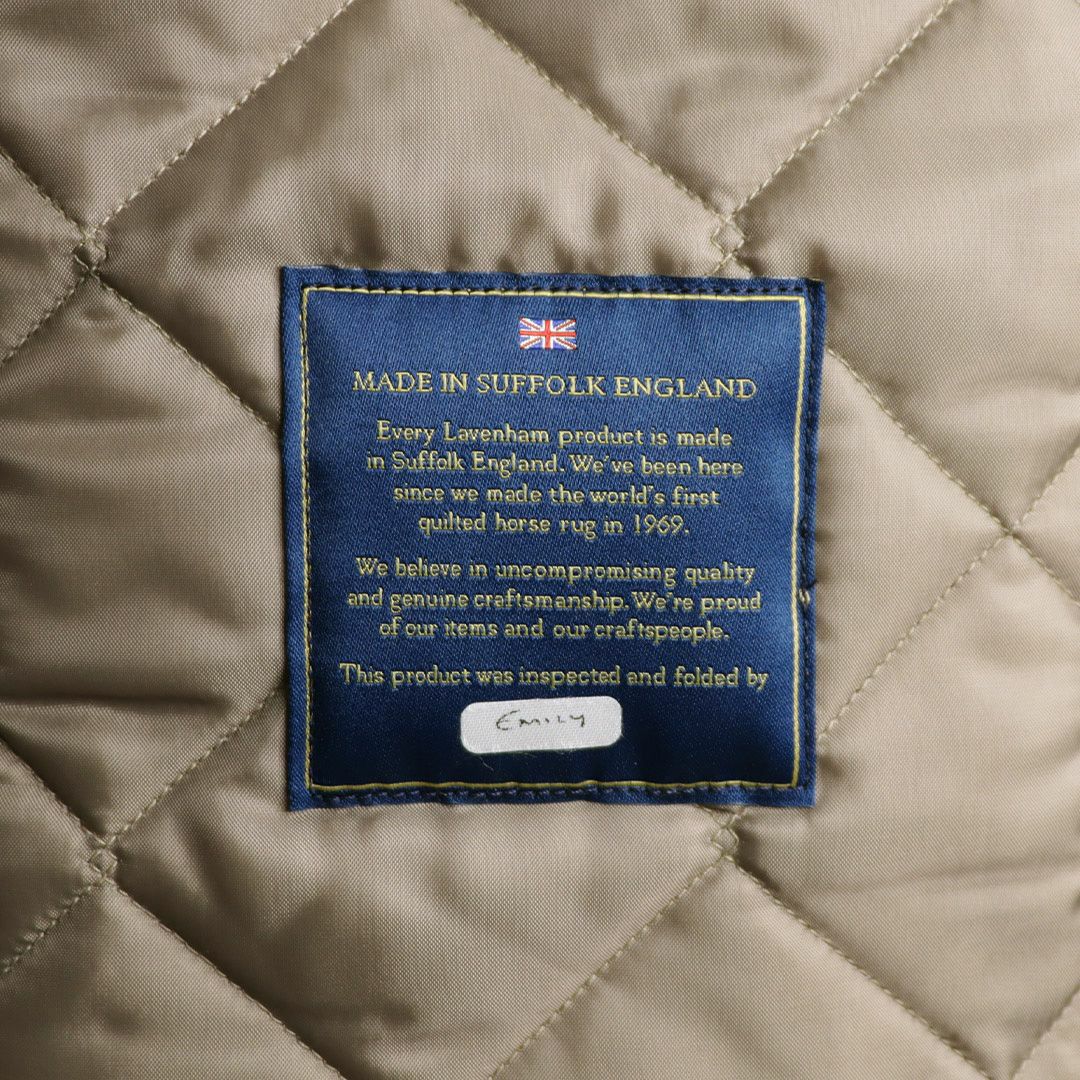 MADE IN SUFFOLK ENGLAND
Every Lavenham product is made
in Suffolk England. We've been here
since we made the world's first
quilted horse rug in 1969.
We believe in uncompromising quality
and genuine craftsmanship. We're proud
of our items and our craftspeople.
This product was inspected and folded by
EMILY